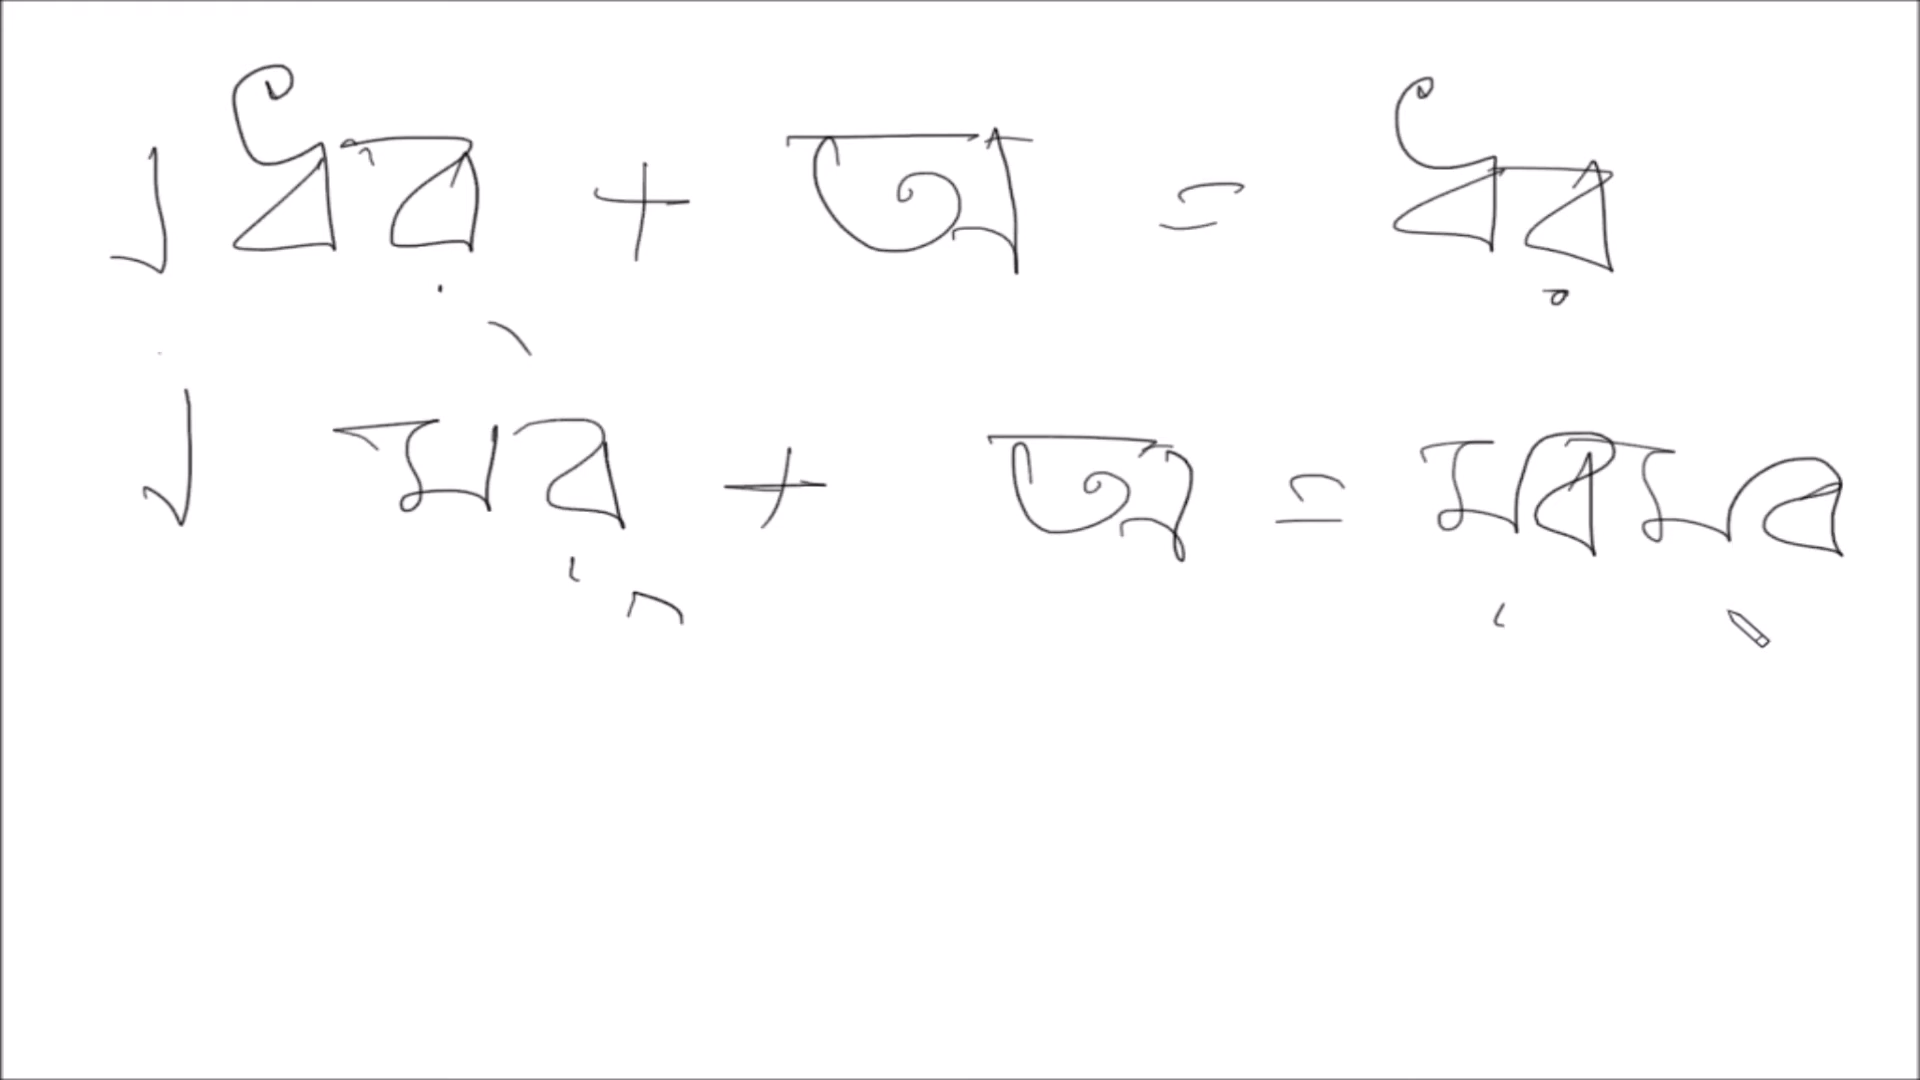 √ধর্ + অ = ধর
√মর্ + অ = মরমর